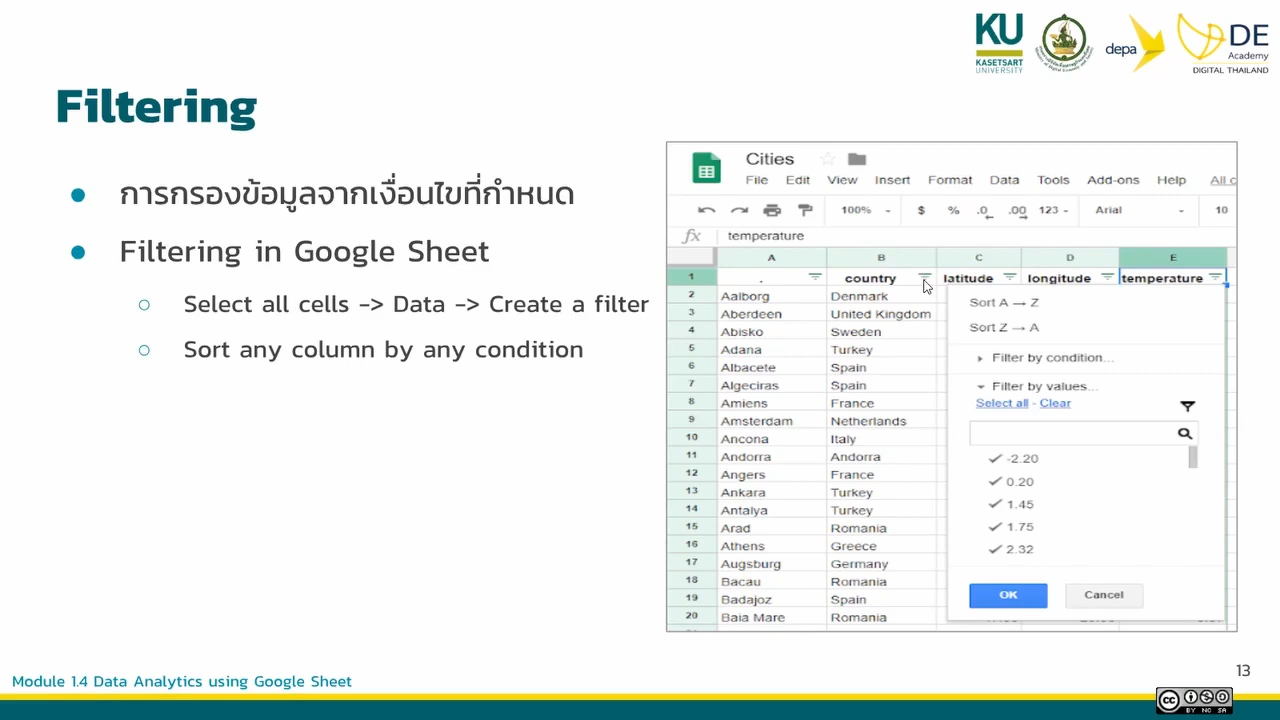 KU
KASETSART
UNIVERSITY
depa
DE
Academy
DIGITAL THAILAND
Filtering
● การกรองข้อมูลจากเงื่อนไขที่กำหนด
● Filtering in Google Sheet
○ Select all cells -> Data -> Create a filter
○ Sort any column by any condition
Cities
File Edit View Insert Format Data Tools Add-ons Help All c
100% $ % .0 .00 123 Arial 10
fx temperature
A B C D E
1 . country latitude longitude temperature
2 Aalborg Denmark
3 Aberdeen United Kingdom
4 Abisko Sweden
5 Adana Turkey
6 Albacete Spain
7 Algeciras Spain
8 Amiens France
9 Amsterdam Netherlands
10 Ancona Italy
11 Andorra Andorra
12 Angers France
13 Ankara Turkey
14 Antalya Turkey
15 Arad Romania
16 Athens Greece
17 Augsburg Germany
18 Bacau Romania
19 Badajoz Spain
20 Baia Mare Romania
Sort A → Z
Sort Z → A
Filter by condition...
Filter by values...
Select all - Clear
-2.20
0.20
1.45
1.75
2.32
OK Cancel
13
Module 1.4 Data Analytics using Google Sheet
cc
BY NC SA